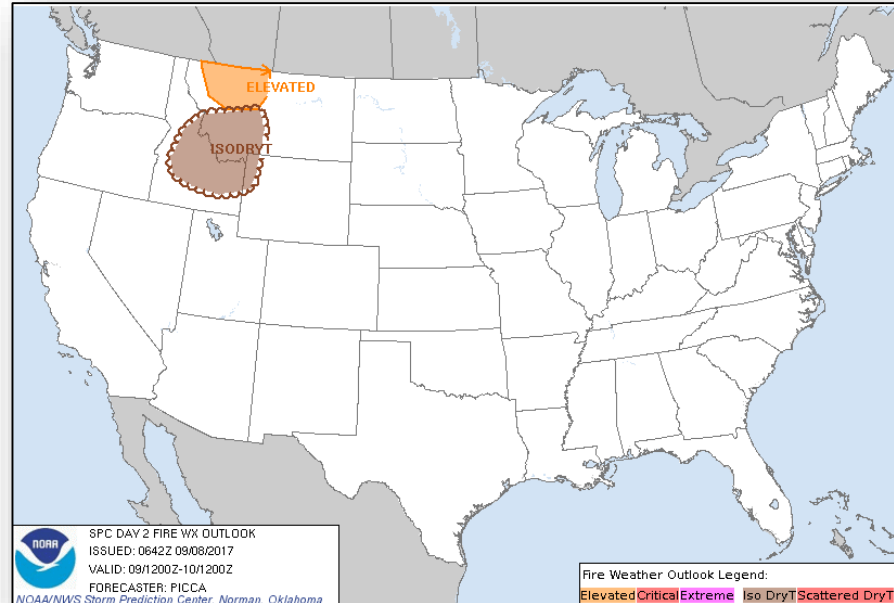 ELEVATED
ISODRYT
NOAA
SPC DAY 2 FIRE WX OUTLOOK
ISSUED: 0642Z 09/08/2017
VALID: 09/1200Z-10/1200Z
FORECASTER: PICCA
NOAA/NWS Storm Prediction Center, Norman, Oklahoma
Fire Weather Outlook Legend:
Elevated Critical Extreme Iso DryT Scattered DryT